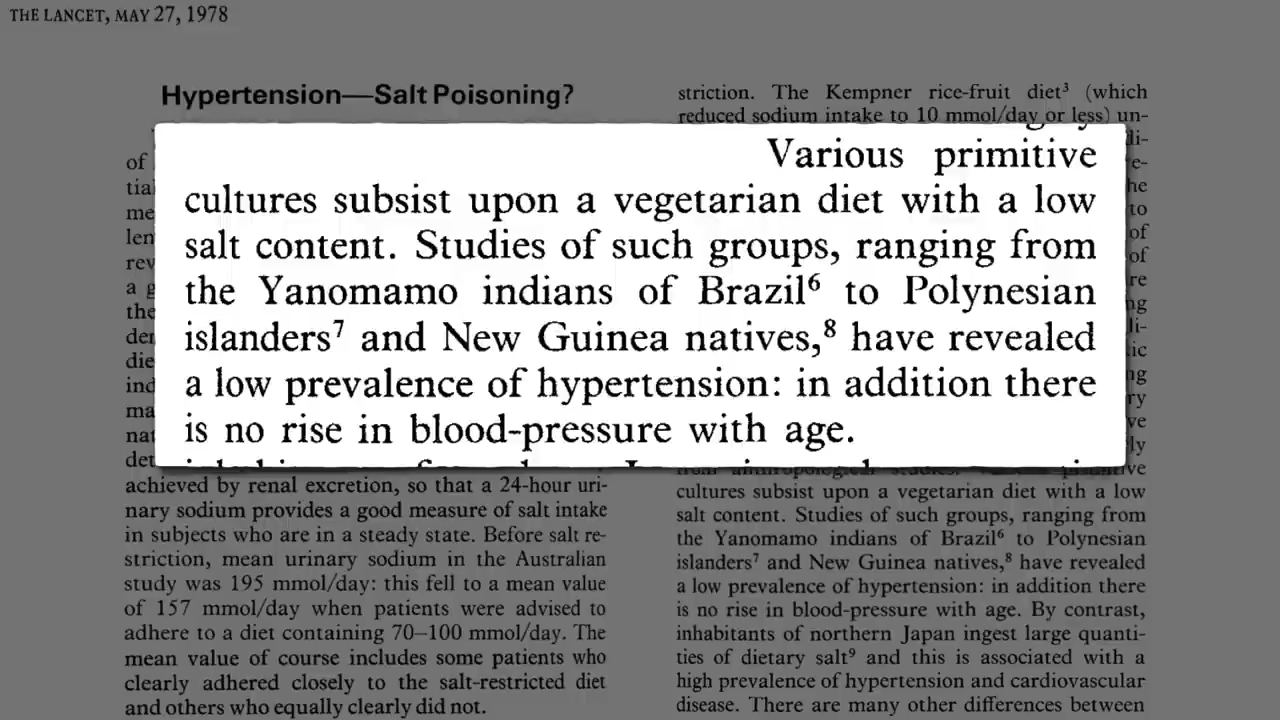 THE LANCET, MAY 27, 1978
Hypertension—Salt Poisoning?
Various primitive
cultures subsist upon a vegetarian diet with a low
salt content. Studies of such groups, ranging from
the Yanomamo indians of Brazil⁶ to Polynesian
islanders⁷ and New Guinea natives,⁸ have revealed
a low prevalence of hypertension: in addition there
is no rise in blood-pressure with age.
of
achieved by renal excretion, so that a 24-hour uri-
nary sodium provides a good measure of salt intake
in subjects who are in a steady state. Before salt re-
striction, mean urinary sodium in the Australian
study was 195 mmol/day: this fell to a mean value
of 157 mmol/day when patients were advised to
adhere to a diet containing 70–100 mmol/day. The
mean value of course includes some patients who
clearly adhered closely to the salt-restricted diet
and others who equally clearly did not.
striction. The Kempner rice-fruit diet³ (which
reduced sodium intake to 10 mmol/day or less) un-
cultures subsist upon a vegetarian diet with a low
salt content. Studies of such groups, ranging from
the Yanomamo indians of Brazil⁶ to Polynesian
islanders⁷ and New Guinea natives,⁸ have revealed
a low prevalence of hypertension: in addition there
is no rise in blood-pressure with age. By contrast,
inhabitants of northern Japan ingest large quanti-
ties of dietary salt⁹ and this is associated with a
high prevalence of hypertension and cardiovascular
disease. There are many other differences between